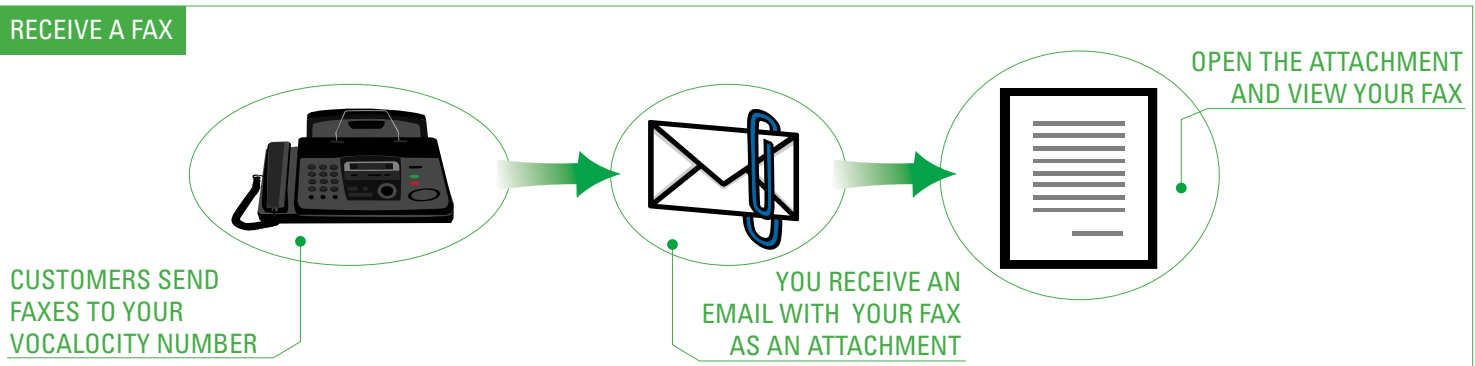 RECEIVE A FAX
CUSTOMERS SEND
FAXES TO YOUR
VOCALOCITY NUMBER
YOU RECEIVE AN
EMAIL WITH YOUR FAX
AS AN ATTACHMENT
OPEN THE ATTACHMENT
AND VIEW YOUR FAX